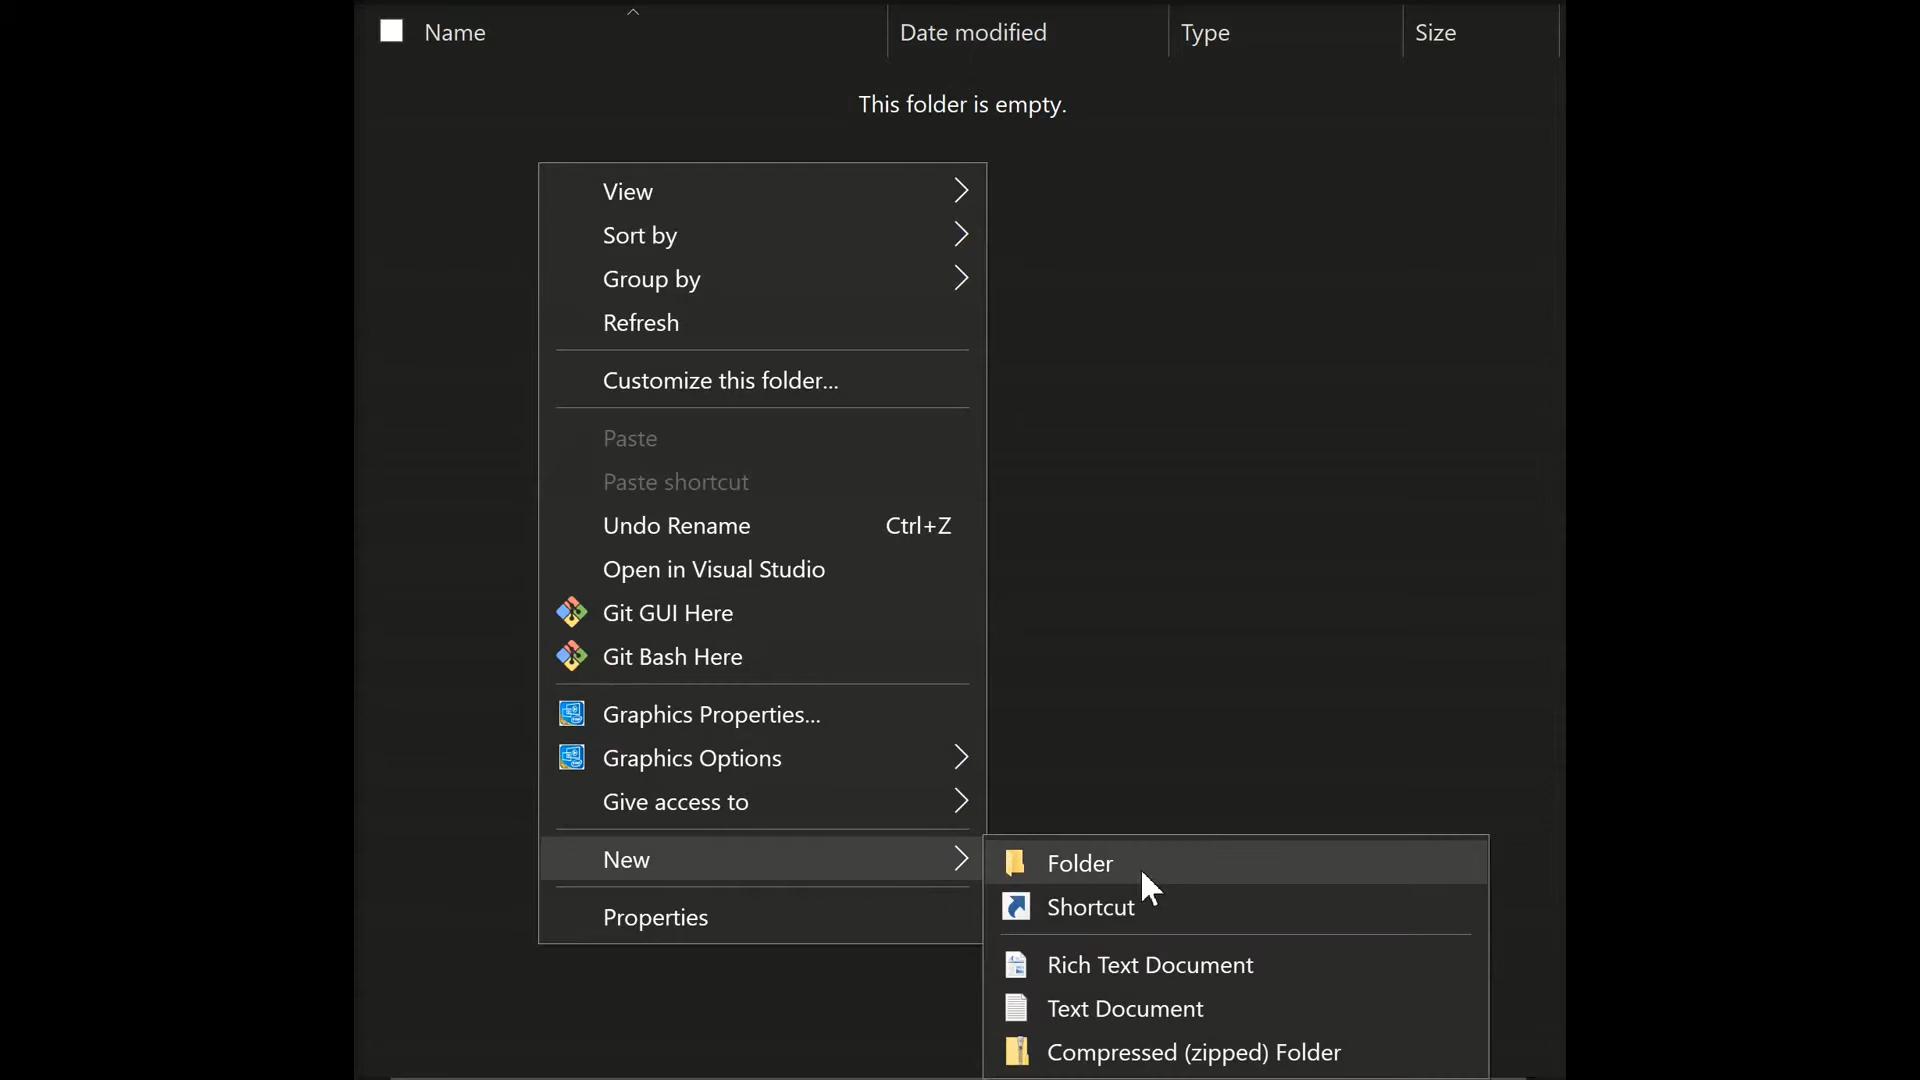 Name Date modified Type Size
This folder is empty.
View
Sort by
Group by
Refresh
Customize this folder...
Paste
Paste shortcut
Undo Rename Ctrl+Z
Open in Visual Studio
Git GUI Here
Git Bash Here
Graphics Properties...
Graphics Options
Give access to
New
Properties
Folder
Shortcut
Rich Text Document
Text Document
Compressed (zipped) Folder